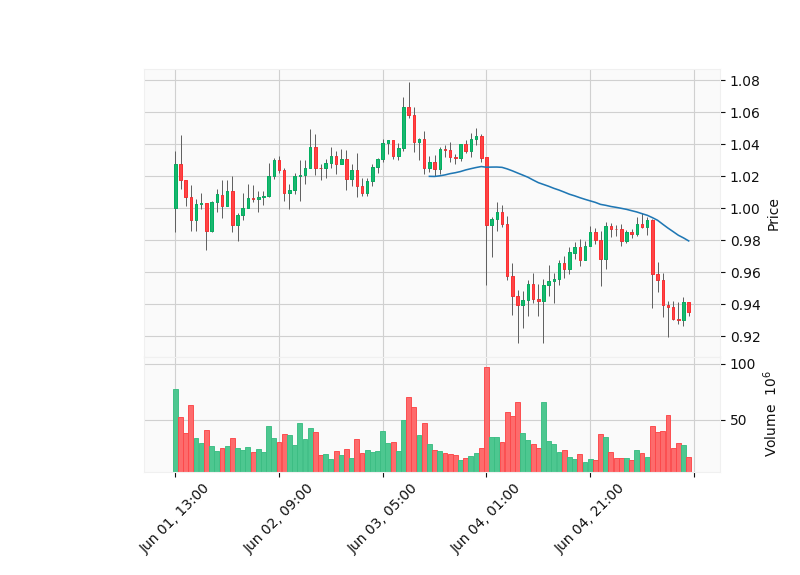 1.08
1.06
1.04
1.02
1.00
0.98
0.96
0.94
0.92
Price
100
50
Volume 10^6
Jun 01, 13:00
Jun 02, 09:00
Jun 03, 05:00
Jun 04, 01:00
Jun 04, 21:00